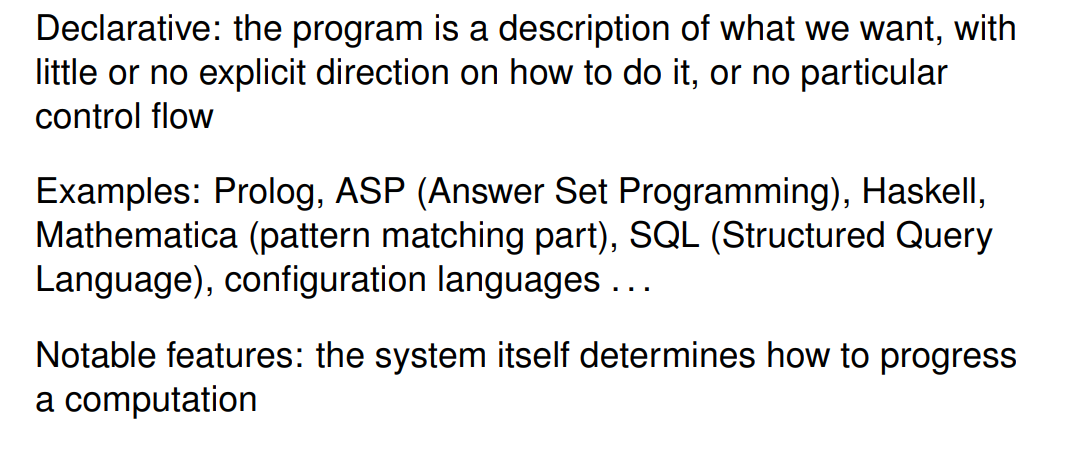 Declarative: the program is a description of what we want, with
little or no explicit direction on how to do it, or no particular
control flow
Examples: Prolog, ASP (Answer Set Programming), Haskell,
Mathematica (pattern matching part), SQL (Structured Query
Language), configuration languages . . .
Notable features: the system itself determines how to progress
a computation